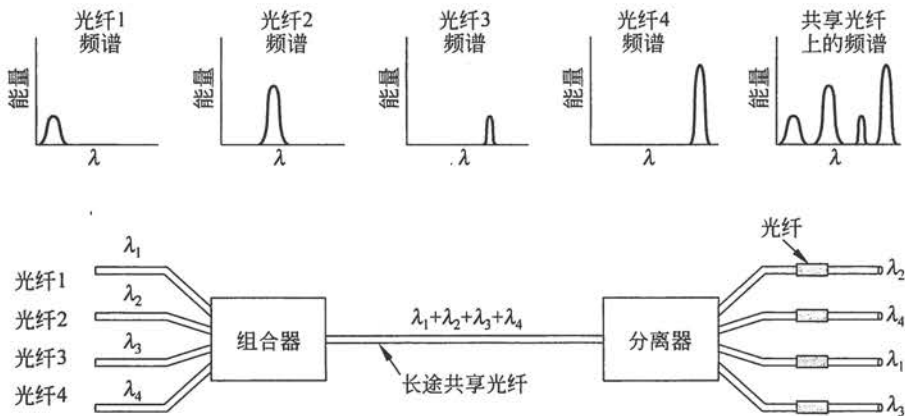 光纤1
频谱
光纤2
频谱
光纤3
频谱
光纤4
频谱
共享光纤
上的频谱
能量
λ
能量
λ
能量
λ
能量
λ
能量
λ
光纤
光纤1
λ1
光纤2
λ2
光纤3
λ3
光纤4
λ4
组合器
λ1+λ2+λ3+λ4
长途共享光纤
分离器
λ2
λ4
λ1
λ3